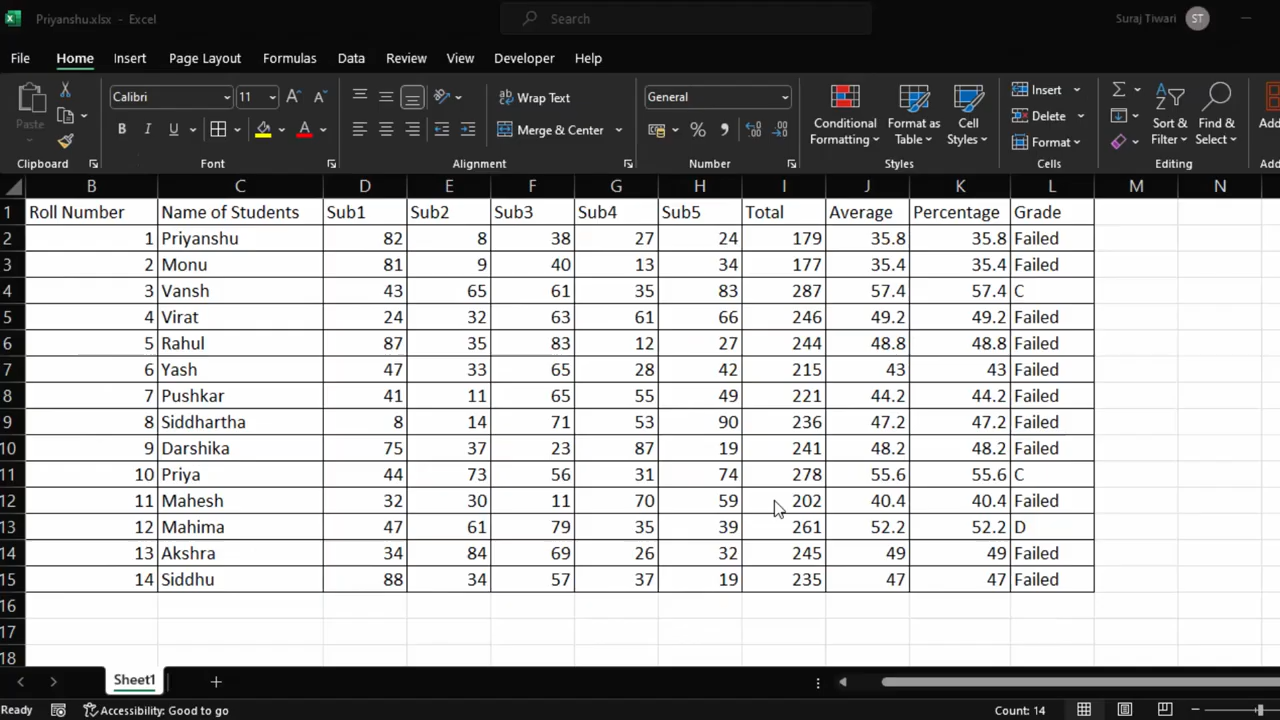 Priyanshu.xlsx - Excel
Search
Suraj Tiwari ST
File Home Insert Page Layout Formulas Data Review View Developer Help
Calibri 11 Wrap Text General Insert
Paste Conditional Formatting Format as Table Cell Styles Delete Sort & Filter Find & Select
B I U Merge & Center % Format
Clipboard Font Alignment Number Styles Cells Editing
B C D E F G H I J K L M N
1 Roll Number Name of Students Sub1 Sub2 Sub3 Sub4 Sub5 Total Average Percentage Grade
2 1 Priyanshu 82 8 38 27 24 179 35.8 35.8 Failed
3 2 Monu 81 9 40 13 34 177 35.4 35.4 Failed
4 3 Vansh 43 65 61 35 83 287 57.4 57.4 C
5 4 Virat 24 32 63 61 66 246 49.2 49.2 Failed
6 5 Rahul 87 35 83 12 27 244 48.8 48.8 Failed
7 6 Yash 47 33 65 28 42 215 43 43 Failed
8 7 Pushkar 41 11 65 55 49 221 44.2 44.2 Failed
9 8 Siddhartha 8 14 71 53 90 236 47.2 47.2 Failed
10 9 Darshika 75 37 23 87 19 241 48.2 48.2 Failed
11 10 Priya 44 73 56 31 74 278 55.6 55.6 C
12 11 Mahesh 32 30 11 70 59 202 40.4 40.4 Failed
13 12 Mahima 47 61 79 35 39 261 52.2 52.2 D
14 13 Akshra 34 84 69 26 32 245 49 49 Failed
15 14 Siddhu 88 34 57 37 19 235 47 47 Failed
16
17
18
Sheet1
Ready Accessibility: Good to go Count: 14